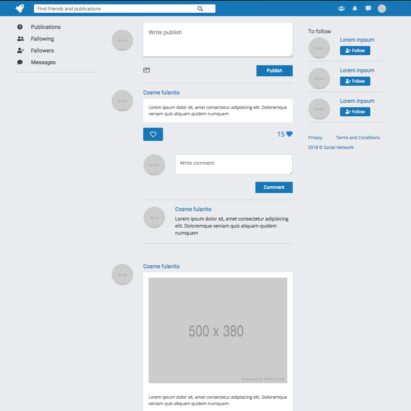 Find friends and publications
Publications
Following
Followers
Messages
Write publish
Publish
Cosme fulanito
Lorem ipsum dolor sit, amet consectetur adipisicing elit. Doloremque
veniam quis aliquam quidem numquam
15
Write comment
Comment
Cosme fulanito
Lorem ipsum dolor sit, amet consectetur adipisicing
elit. Doloremque veniam quis aliquam quidem
numquam
Cosme fulanito
500 x 380
Lorem ipsum dolor sit, amet consectetur adipisicing elit. Doloremque
veniam quis aliquam quidem numquam
To follow
Lorem inpsum
Follow
Lorem inpsum
Follow
Lorem inpsum
Follow
Privacy Terms and Conditions
2018 © Social Network